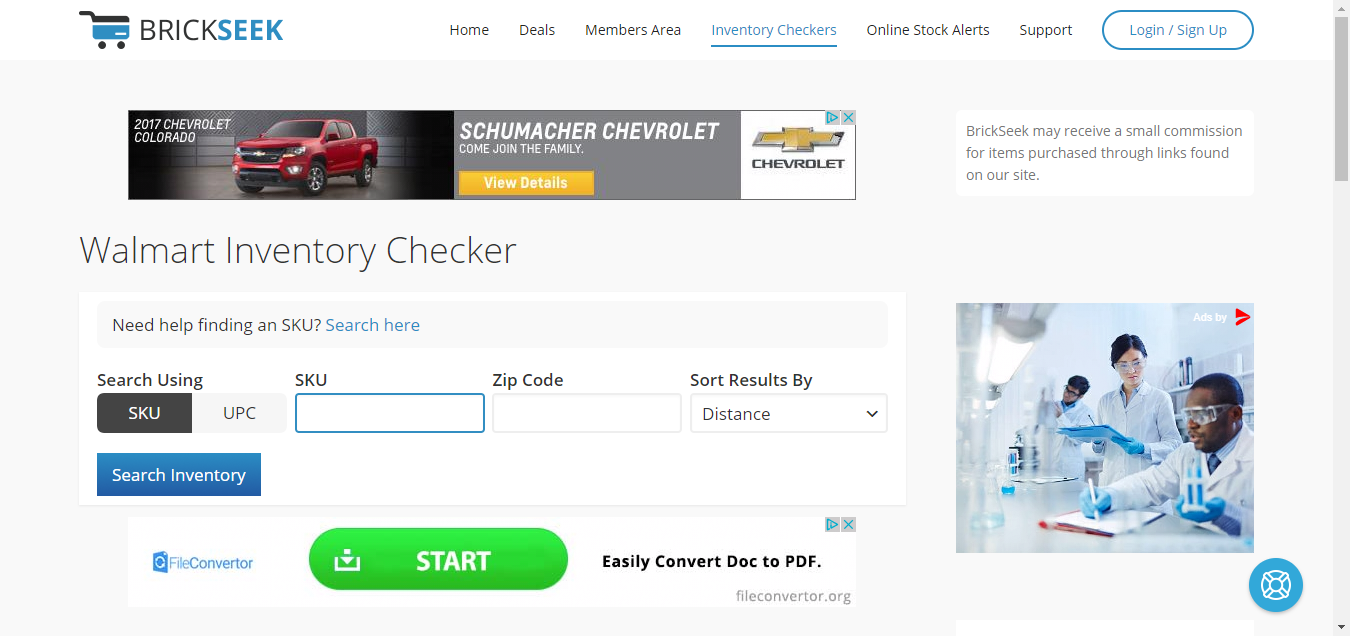 BRICKSEEK
Home Deals Members Area Inventory Checkers Online Stock Alerts Support Login / Sign Up
2017 CHEVROLET
COLORADO
SCHUMACHER CHEVROLET
COME JOIN THE FAMILY.
View Details
CHEVROLET
BrickSeek may receive a small commission
for items purchased through links found
on our site.
Walmart Inventory Checker
Need help finding an SKU? Search here
Search Using SKU Zip Code Sort Results By
SKU UPC Distance
Search Inventory
Ads by
FileConvertor
START
Easily Convert Doc to PDF.
fileconvertor.org